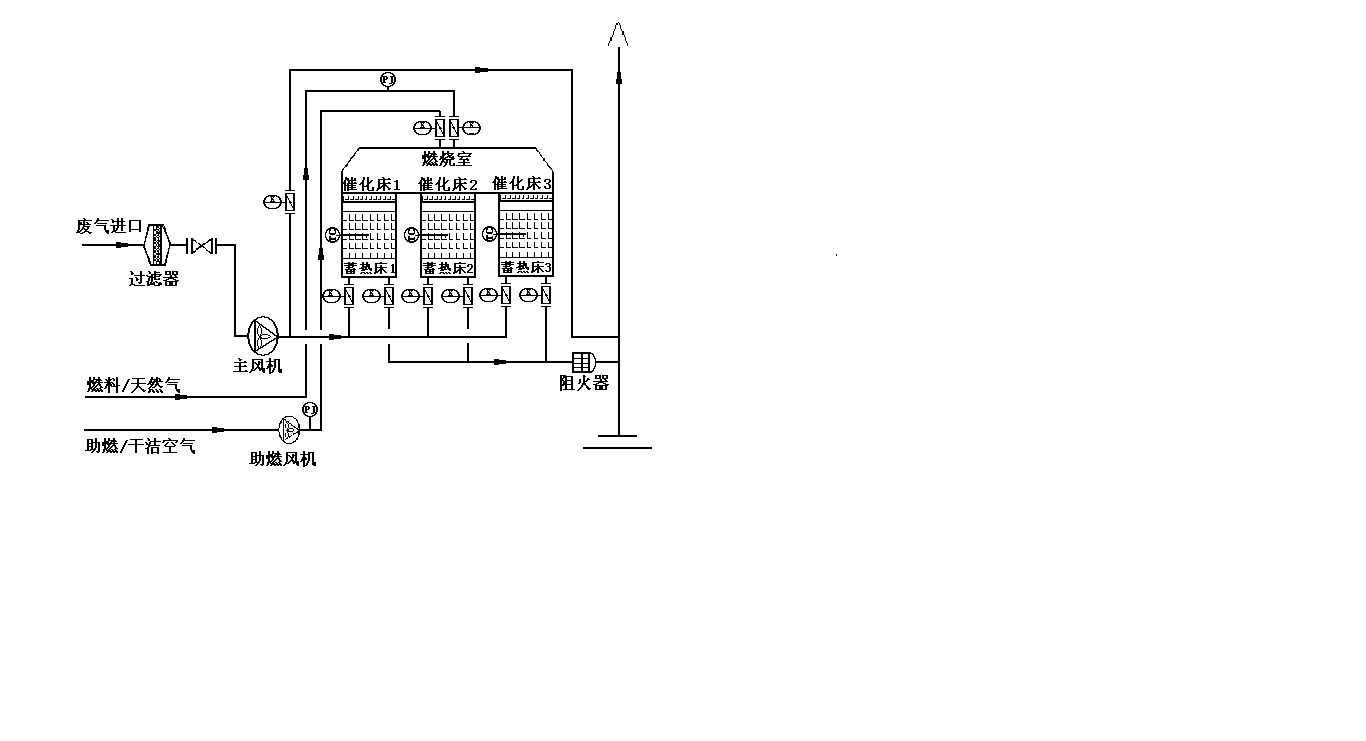 PI
燃烧室
催化床1 催化床2 催化床3
废气进口
过滤器
蓄热床1 蓄热床2 蓄热床3
主风机
燃料/天然气
阻火器
PI
助燃/干洁空气
助燃风机